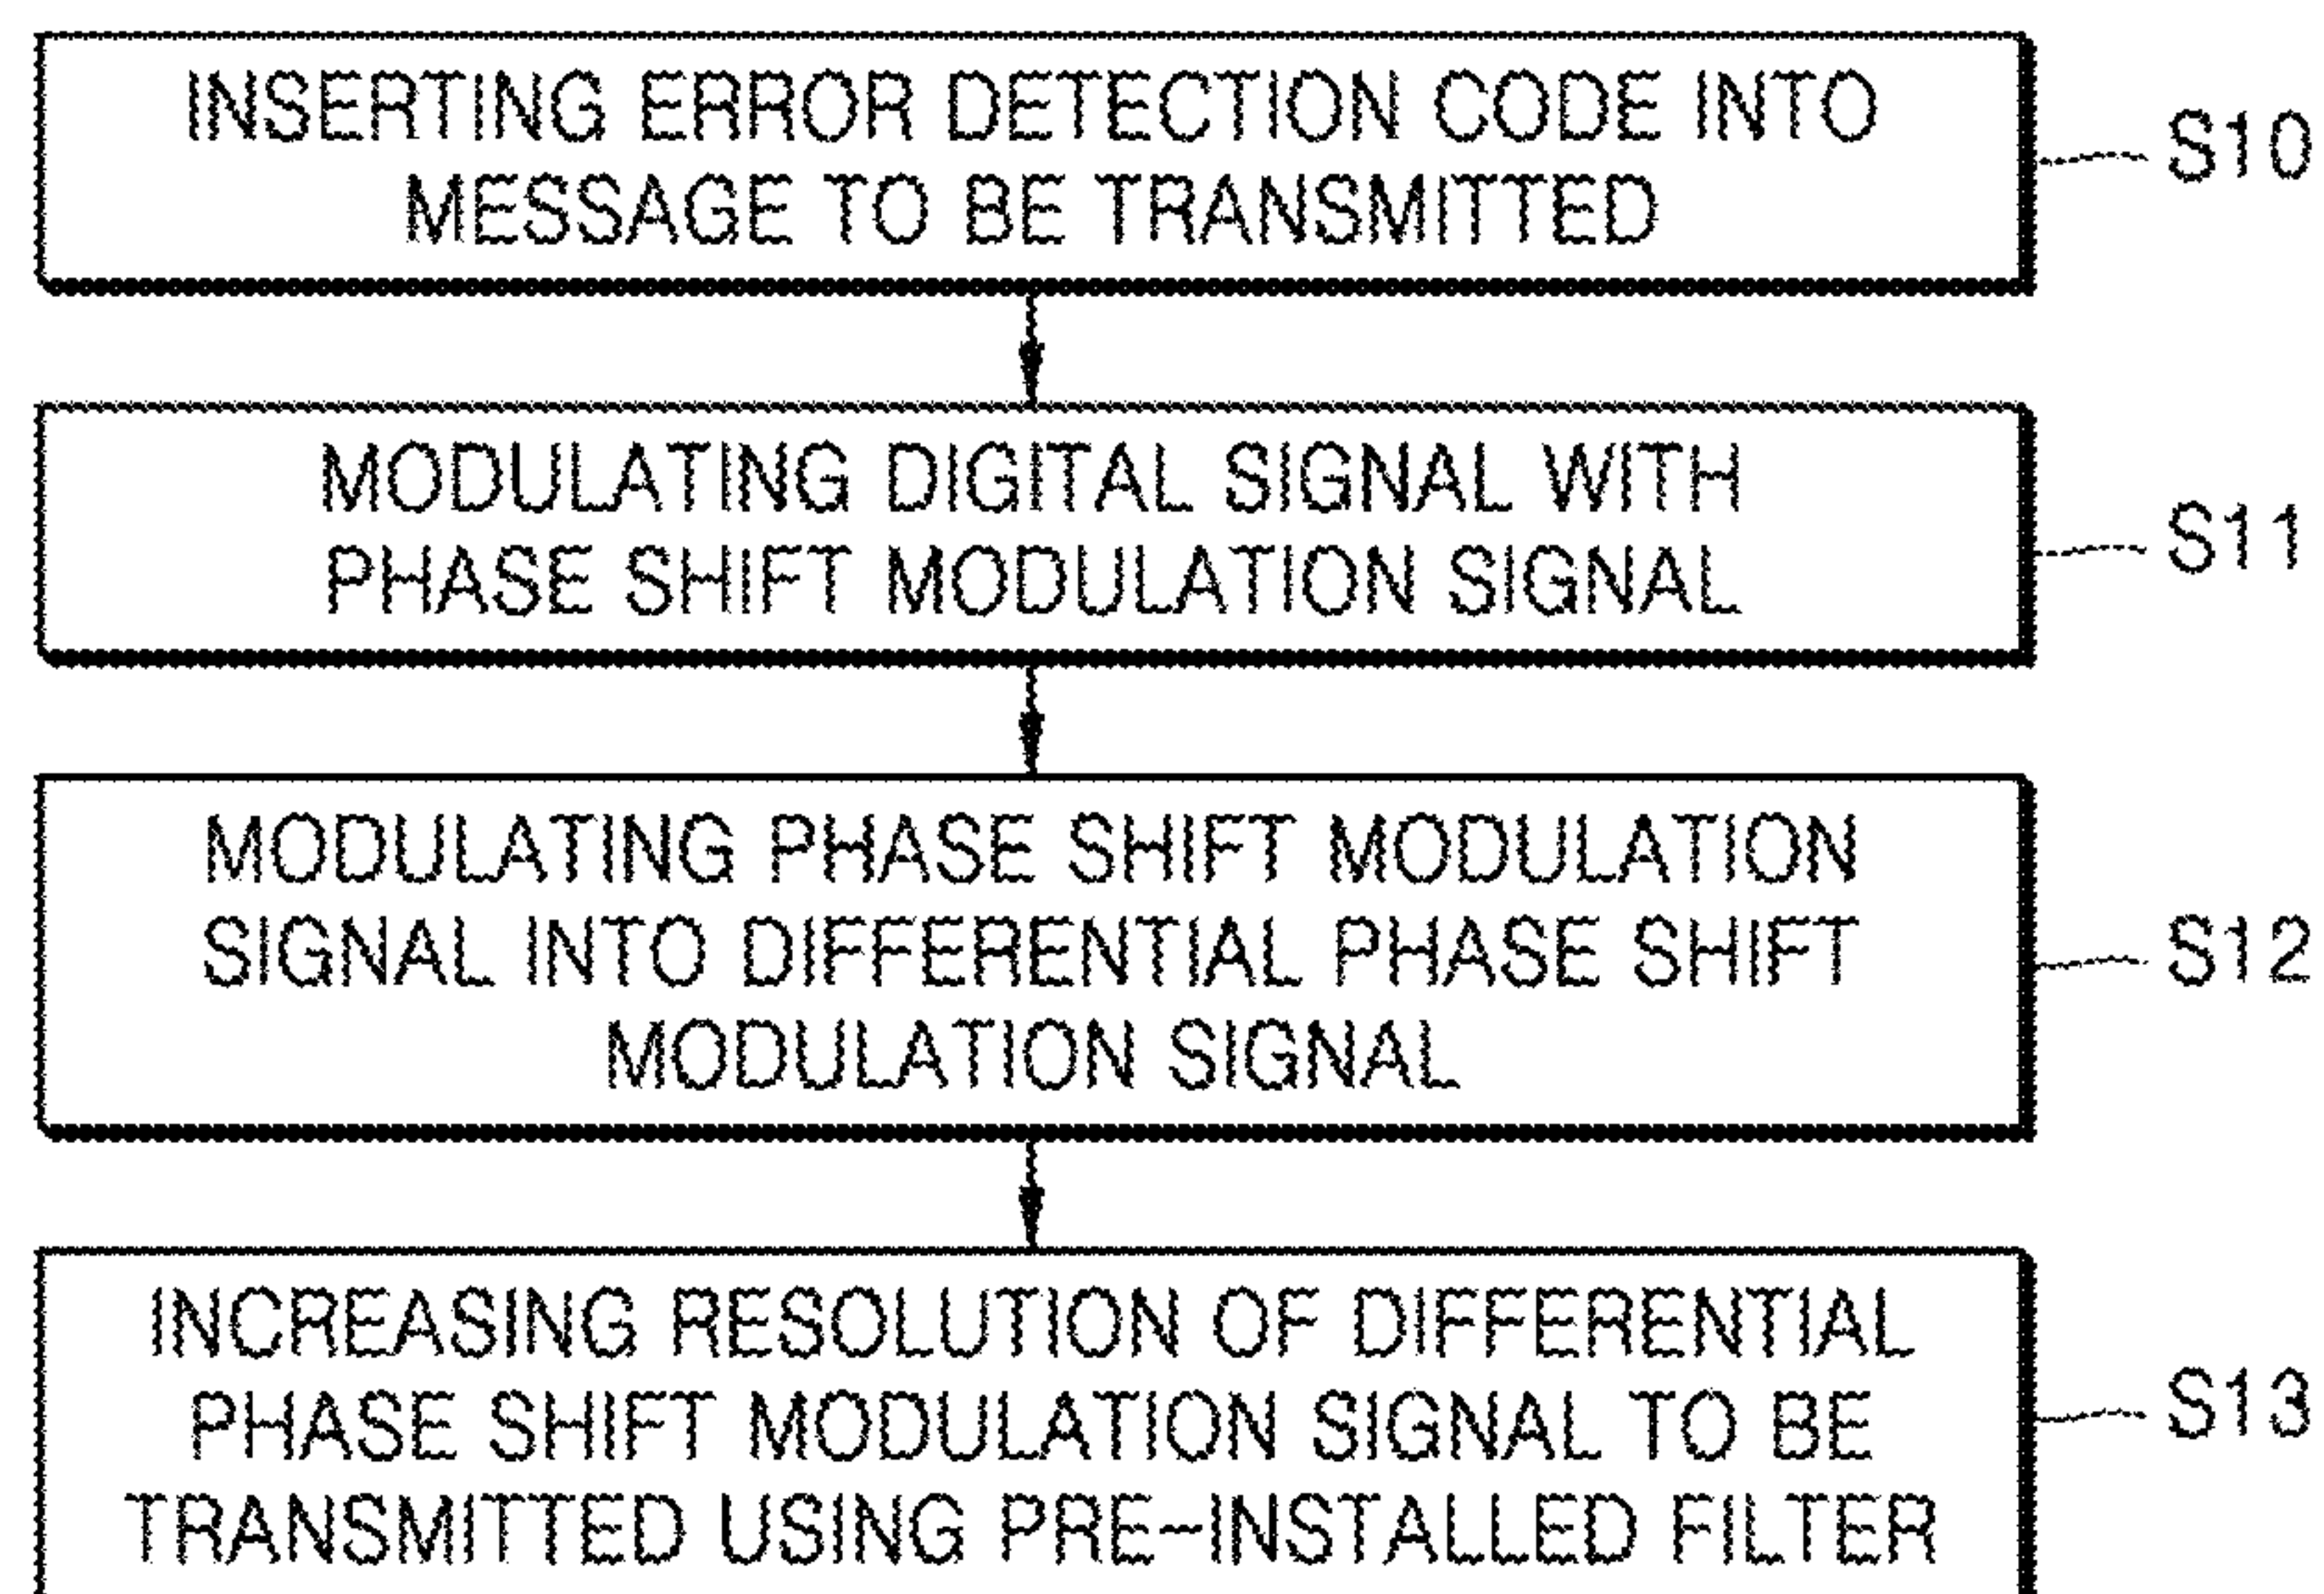 INSERTING ERROR DETECTION CODE INTO
MESSAGE TO BE TRANSMITTED
S10
MODULATING DIGITAL SIGNAL WITH
PHASE SHIFT MODULATION SIGNAL
S11
MODULATING PHASE SHIFT MODULATION
SIGNAL INTO DIFFERENTIAL PHASE SHIFT
MODULATION SIGNAL
S12
INCREASING RESOLUTION OF DIFFERENTIAL
PHASE SHIFT MODULATION SIGNAL TO BE
TRANSMITTED USING PRE-INSTALLED FILTER
S13